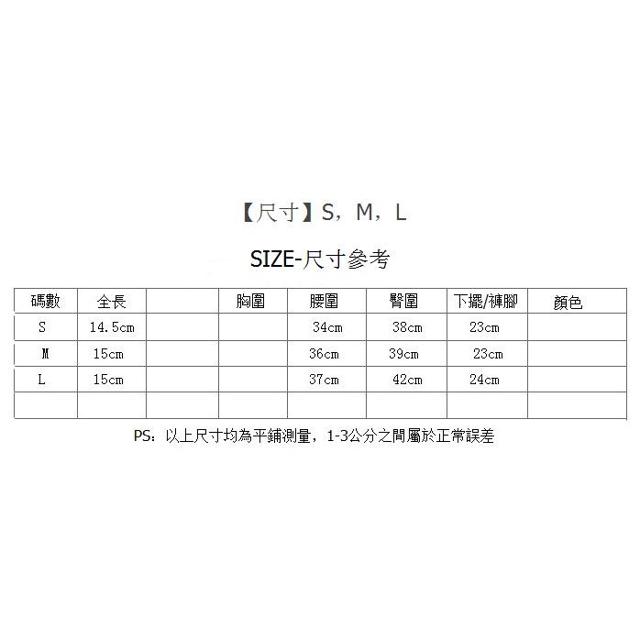 【尺寸】S，M，L
SIZE-尺寸參考
碼數 全長 胸圍 腰圍 臀圍 下擺/褲腳 顏色
S 14.5cm 34cm 38cm 23cm
M 15cm 36cm 39cm 23cm
L 15cm 37cm 42cm 24cm
PS：以上尺寸均為平鋪測量，1-3公分之間屬於正常誤差